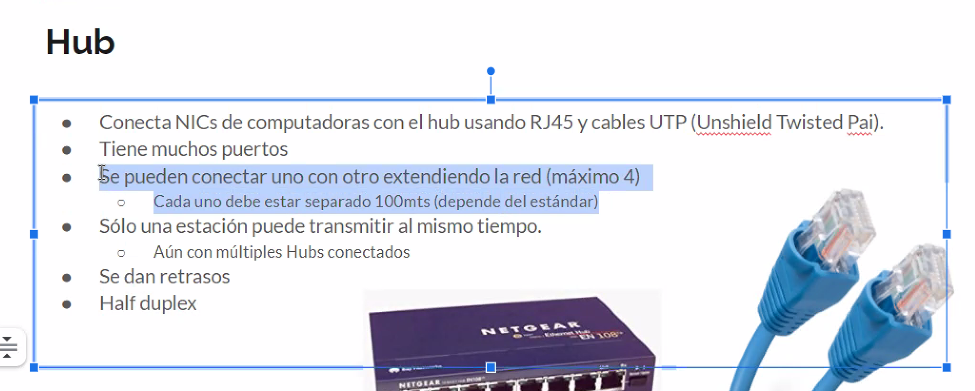 Hub
Conecta NICs de computadoras con el hub usando RJ45 y cables UTP (Unshield Twisted Pai).
Tiene muchos puertos
Se pueden conectar uno con otro extendiendo la red (máximo 4)
Cada uno debe estar separado 100mts (depende del estándar)
Sólo una estación puede transmitir al mismo tiempo.
Aún con múltiples Hubs conectados
Se dan retrasos
Half duplex
NETGEAR
Ethernet Hub
EN 108
Bay Networks
NETGEAR